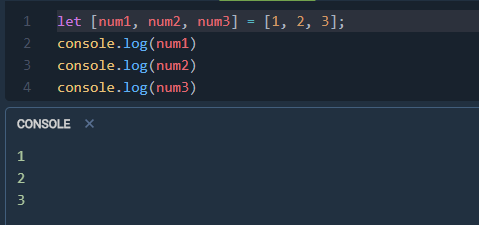 1 let [num1, num2, num3] = [1, 2, 3];
2 console.log(num1)
3 console.log(num2)
4 console.log(num3)
CONSOLE ×
1
2
3